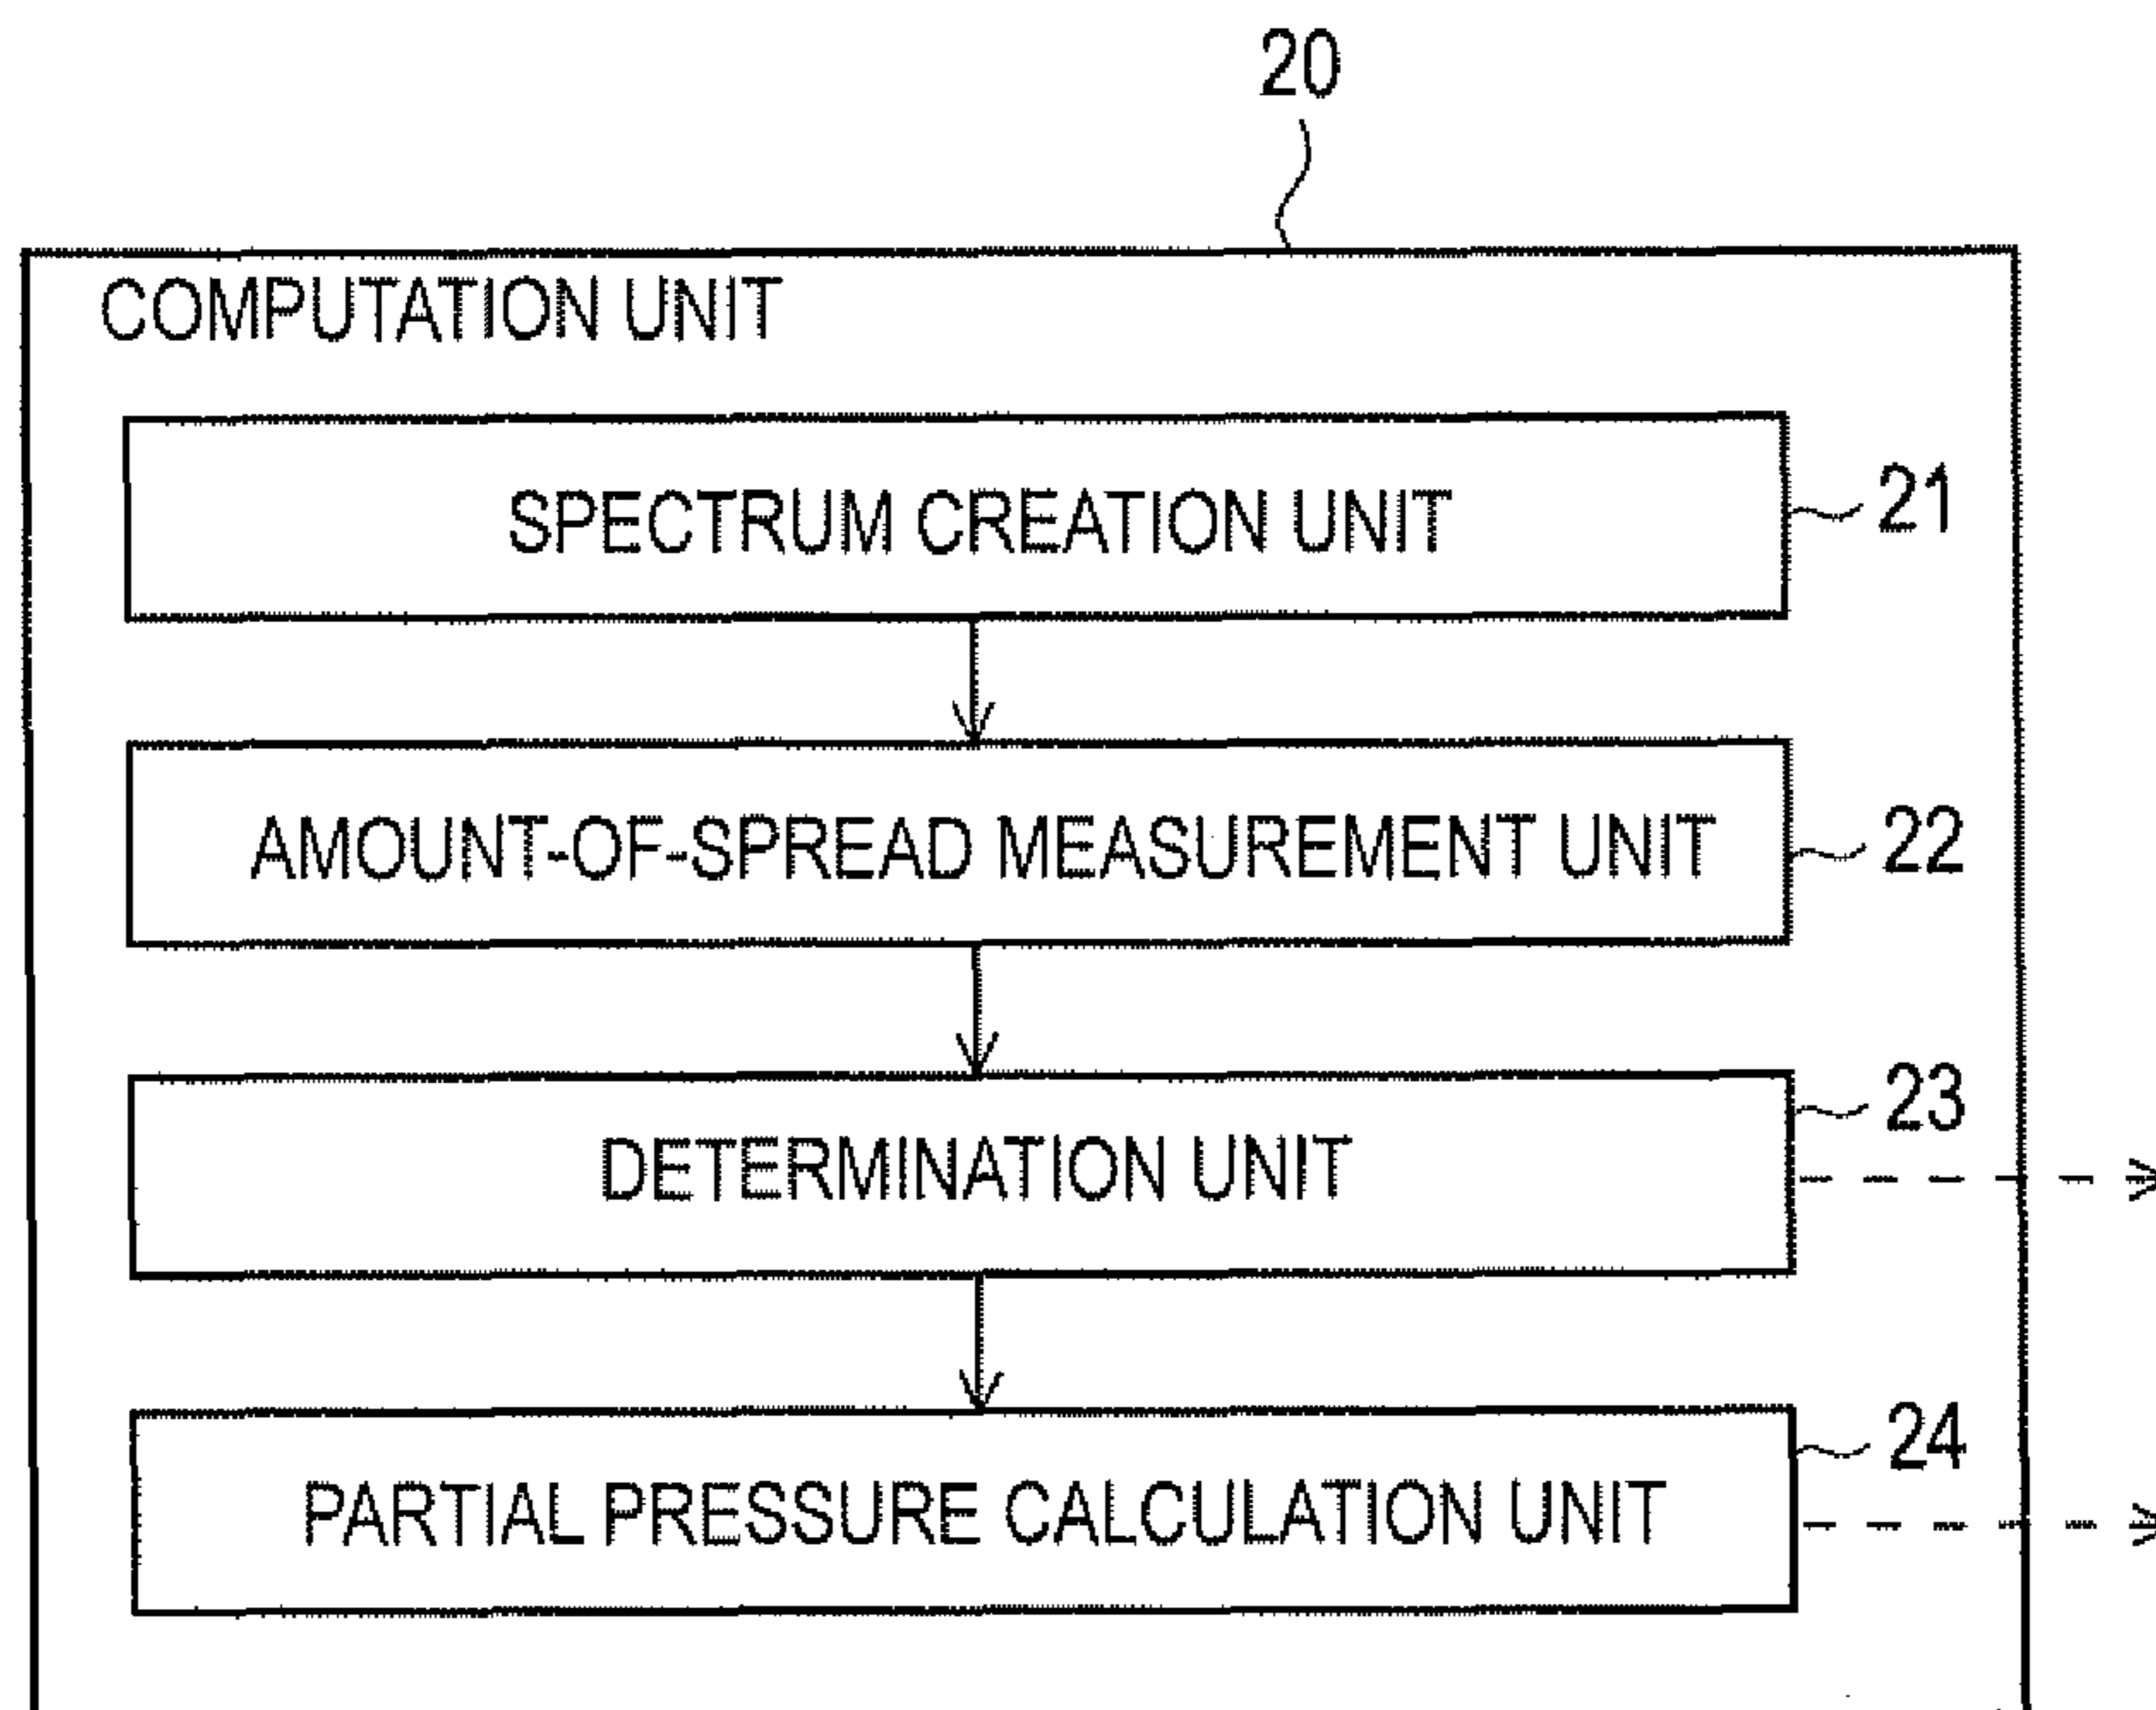 20
COMPUTATION UNIT
SPECTRUM CREATION UNIT
21
AMOUNT-OF-SPREAD MEASUREMENT UNIT
22
DETERMINATION UNIT
23
PARTIAL PRESSURE CALCULATION UNIT
24